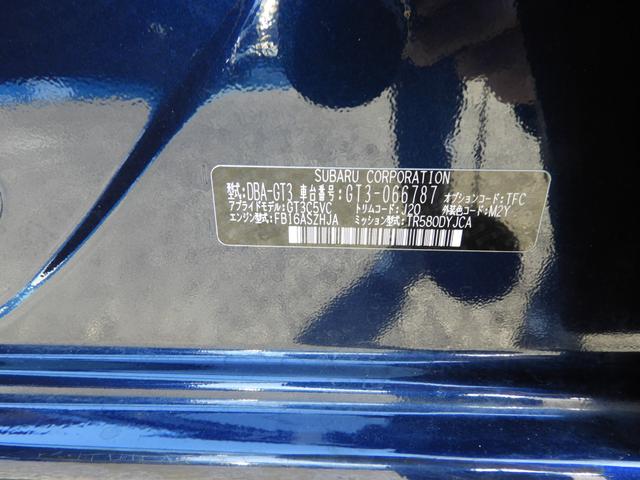 SUBARU CORPORATION
型式:DBA-GT3 車台番号:GT3-066787 オプションコード:TFC
アプライドモデル:GT3C5VC トリムコード:J20 外装色コード:M2Y
エンジン型式:FB16ASZHJA ミッション型式:TR580DYJCA